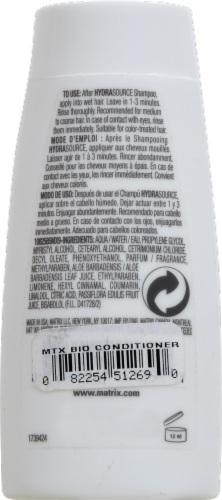 TO USE: After HYDRASOURCE Shampoo,
apply into wet hair. Leave in 1-3 minutes.
Rinse thoroughly. Recommended for medium
to coarse hair. In case of contact with eyes, rinse
them immediately. Suitable for color-treated hair.
MODE D'EMPLOI : Après le Shampooing
HYDRASOURCE, appliquer aux cheveux mouillés.
Laisser agir de 1 à 3 minutes. Rincer abondamment.
Conseillé pour cheveux moyens à épais. En cas de
contact avec les yeux, les rincer immédiatement. Convient
aux cheveux colorés.
MODO DE USO: Después de usar el Champú HYDRASOURCE,
aplicar sobre el cabello húmedo. Dejar actuar entre 1 y 3
minutos. Enjuagar abundantemente. Recomendado para cabello
medio a grueso. En caso de contacto con los ojos, enjuagarlos
inmediatamente. Adecuado para cabellos coloreados.
INGREDIENTS: AQUA / WATER / EAU, PROPYLENE GLYCOL,
MYRISTYL ALCOHOL, CETEARYL ALCOHOL, CETRIMONIUM CHLORIDE,
DECYL OLEATE, PHENOXYETHANOL, PARFUM / FRAGRANCE,
METHYLPARABEN, ALOE BARBADENSIS / ALOE
BARBADENSIS LEAF JUICE, ETHYLPARABEN,
LIMONENE, HEXYL CINNAMAL, COUMARIN,
LINALOOL, CITRIC ACID, PASSIFLORA EDULIS FRUIT
JUICE, BISABOLOL,
MTX BIO CONDITIONER
0 82254 51269 0
www.matrix.com
1739424
12 M